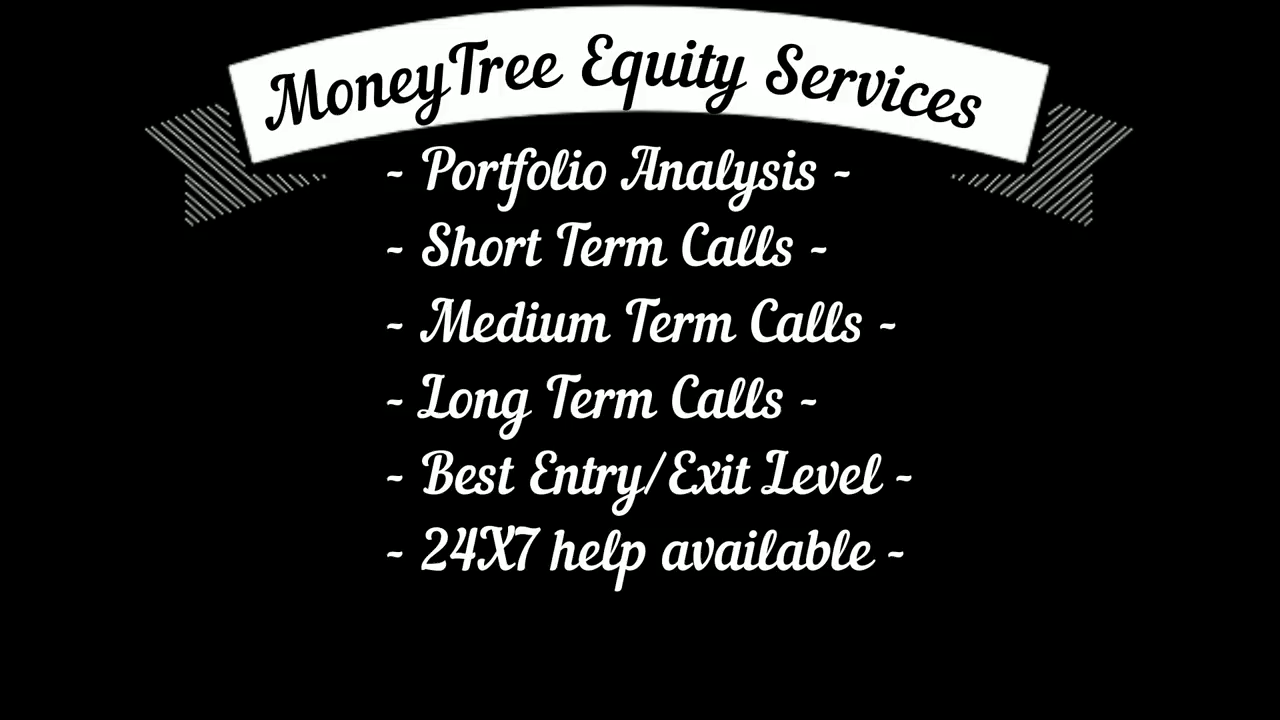 MoneyTree Equity Services
- Portfolio Analysis -
- Short Term Calls -
- Medium Term Calls -
- Long Term Calls -
- Best Entry/Exit Level -
- 24X7 help available -